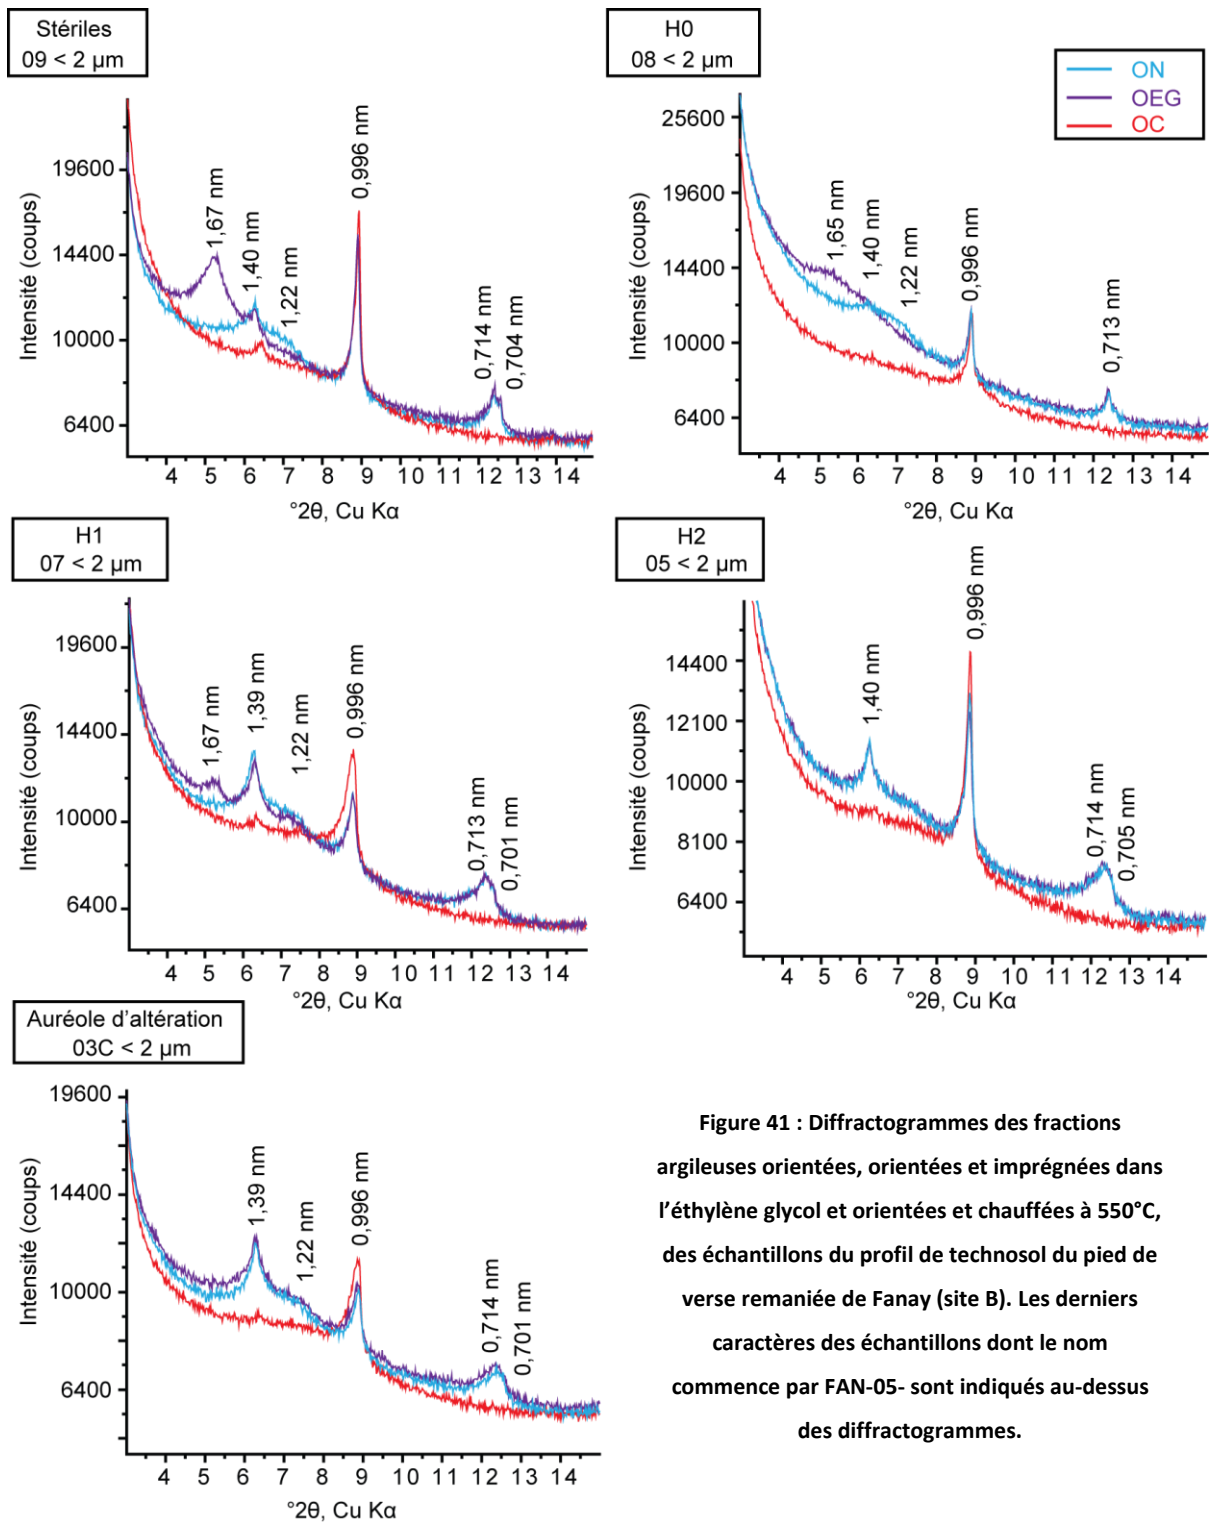 Stériles
09 < 2 µm
H0
08 < 2 µm
ON
OEG
OC
Intensité (coups)
19600
14400
10000
6400
1,67 nm
1,40 nm
1,22 nm
0,996 nm
0,714 nm
0,704 nm
4 5 6 7 8 9 10 11 12 13 14
°2θ, Cu Kα
Intensité (coups)
25600
19600
14400
10000
6400
1,65 nm
1,40 nm
1,22 nm
0,996 nm
0,713 nm
4 5 6 7 8 9 10 11 12 13 14
°2θ, Cu Kα
H1
07 < 2 µm
Intensité (coups)
19600
14400
10000
6400
1,67 nm
1,39 nm
1,22 nm
0,996 nm
0,713 nm
0,701 nm
4 5 6 7 8 9 10 11 12 13 14
°2θ, Cu Kα
H2
05 < 2 µm
Intensité (coups)
14400
12100
10000
8100
6400
1,40 nm
0,996 nm
0,714 nm
0,705 nm
4 5 6 7 8 9 10 11 12 13 14
°2θ, Cu Kα
Auréole d'altération
03C < 2 µm
Intensité (coups)
19600
14400
10000
6400
1,39 nm
1,22 nm
0,996 nm
0,714 nm
0,701 nm
4 5 6 7 8 9 10 11 12 13 14
°2θ, Cu Kα
Figure 41 : Diffractogrammes des fractions
argileuses orientées, orientées et imprégnées dans
l'éthylène glycol et orientées et chauffées à 550°C,
des échantillons du profil de technosol du pied de
verse remaniée de Fanay (site B). Les derniers
caractères des échantillons dont le nom
commence par FAN-05- sont indiqués au-dessus
des diffractogrammes.